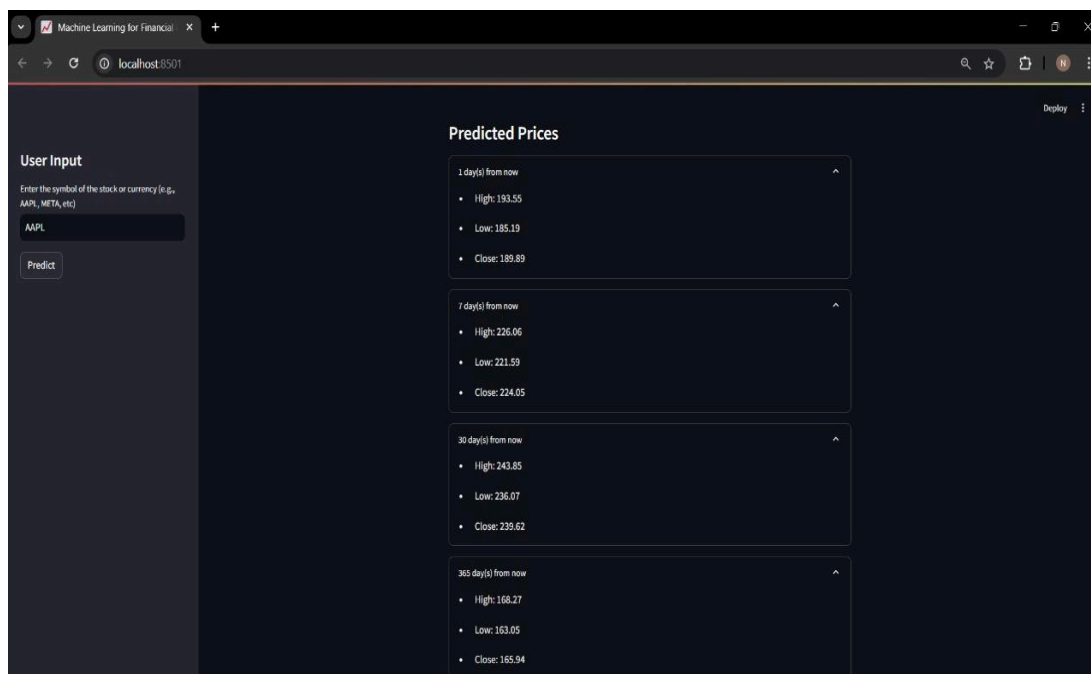 Machine Learning for Financial
localhost:8501
N
Deploy
User Input
Enter the symbol of the stock or currency (e.g.,
AAPL, META, etc)
AAPL
Predict
Predicted Prices
1 day(s) from now
High: 193.55
Low: 185.19
Close: 189.89
7 day(s) from now
High: 226.06
Low: 221.59
Close: 224.05
30 day(s) from now
High: 243.85
Low: 236.07
Close: 239.62
365 day(s) from now
High: 168.27
Low: 163.05
Close: 165.94